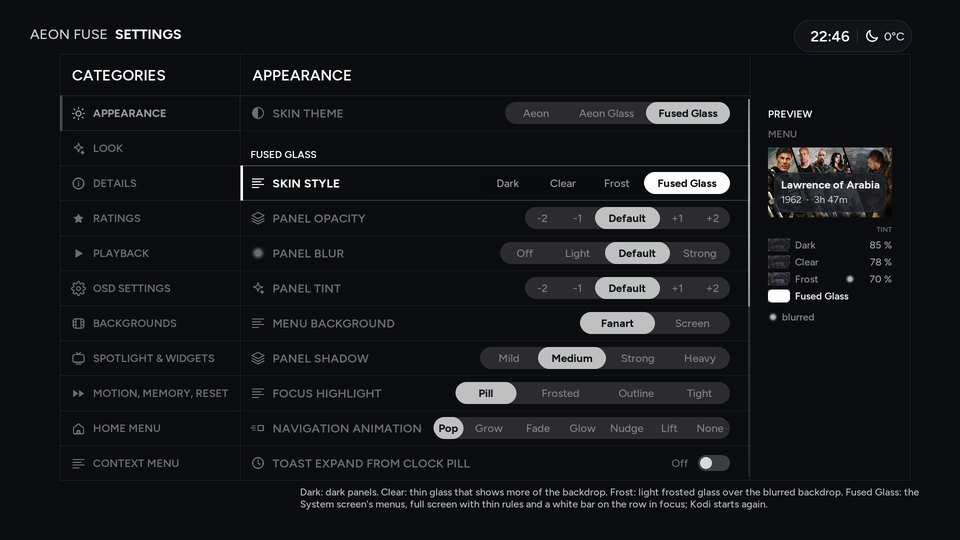 AEON FUSE SETTINGS
22:46 0°C
CATEGORIES
APPEARANCE
LOOK
DETAILS
RATINGS
PLAYBACK
OSD SETTINGS
BACKGROUNDS
SPOTLIGHT & WIDGETS
MOTION, MEMORY, RESET
HOME MENU
CONTEXT MENU
APPEARANCE
SKIN THEME Aeon Aeon Glass Fused Glass
FUSED GLASS
SKIN STYLE Dark Clear Frost Fused Glass
PANEL OPACITY -2 -1 Default +1 +2
PANEL BLUR Off Light Default Strong
PANEL TINT -2 -1 Default +1 +2
MENU BACKGROUND Fanart Screen
PANEL SHADOW Mild Medium Strong Heavy
FOCUS HIGHLIGHT Pill Frosted Outline Tight
NAVIGATION ANIMATION Pop Grow Fade Glow Nudge Lift None
TOAST EXPAND FROM CLOCK PILL Off
PREVIEW
MENU
Lawrence of Arabia
1962 · 3h 47m
TINT
Dark 85 %
Clear 78 %
Frost 70 %
Fused Glass
blurred
Dark: dark panels. Clear: thin glass that shows more of the backdrop. Frost: light frosted glass over the blurred backdrop. Fused Glass: the
System screen's menus, full screen with thin rules and a white bar on the row in focus; Kodi starts again.